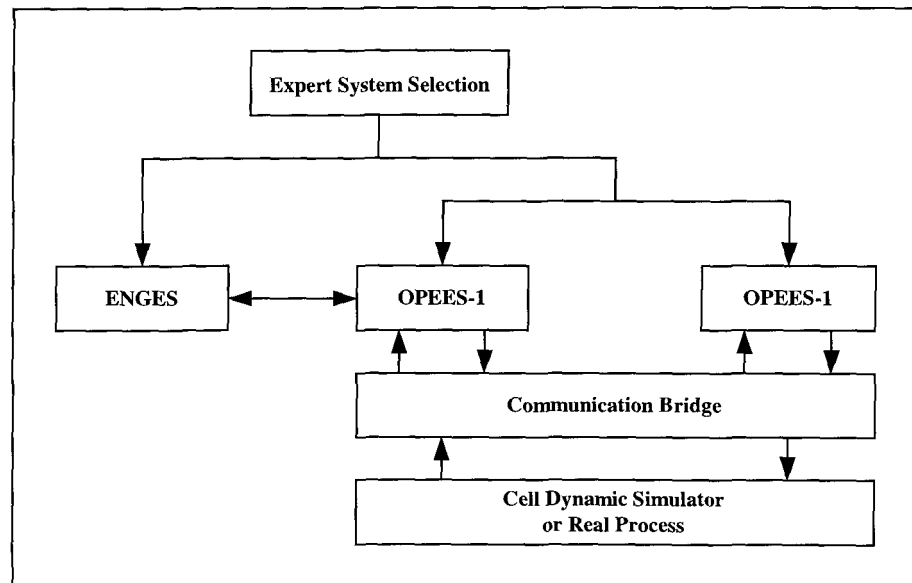 Expert System Selection
ENGES
OPEES-1
OPEES-1
Communication Bridge
Cell Dynamic Simulator
or Real Process